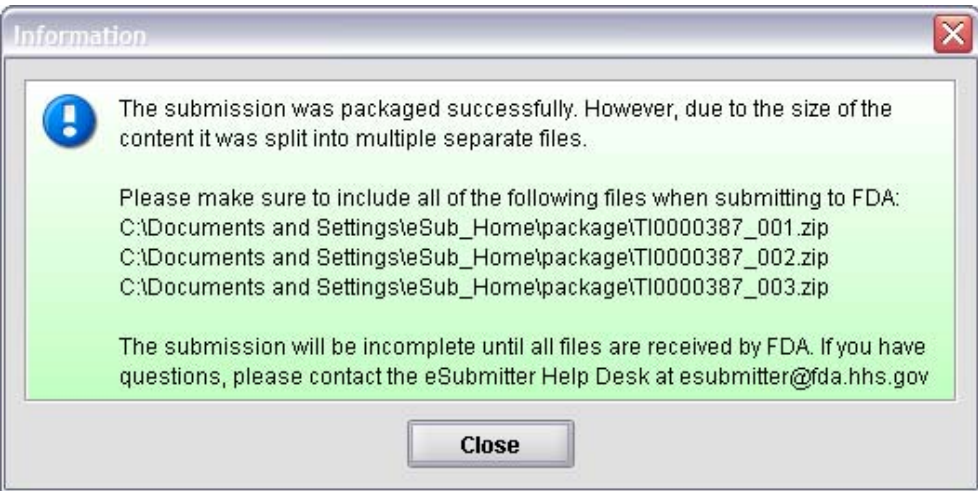 Information
The submission was packaged successfully. However, due to the size of the
content it was split into multiple separate files.
Please make sure to include all of the following files when submitting to FDA:
C:\Documents and Settings\eSub_Home\package\TI0000387_001.zip
C:\Documents and Settings\eSub_Home\package\TI0000387_002.zip
C:\Documents and Settings\eSub_Home\package\TI0000387_003.zip
The submission will be incomplete until all files are received by FDA. If you have
questions, please contact the eSubmitter Help Desk at esubmitter@fda.hhs.gov
Close